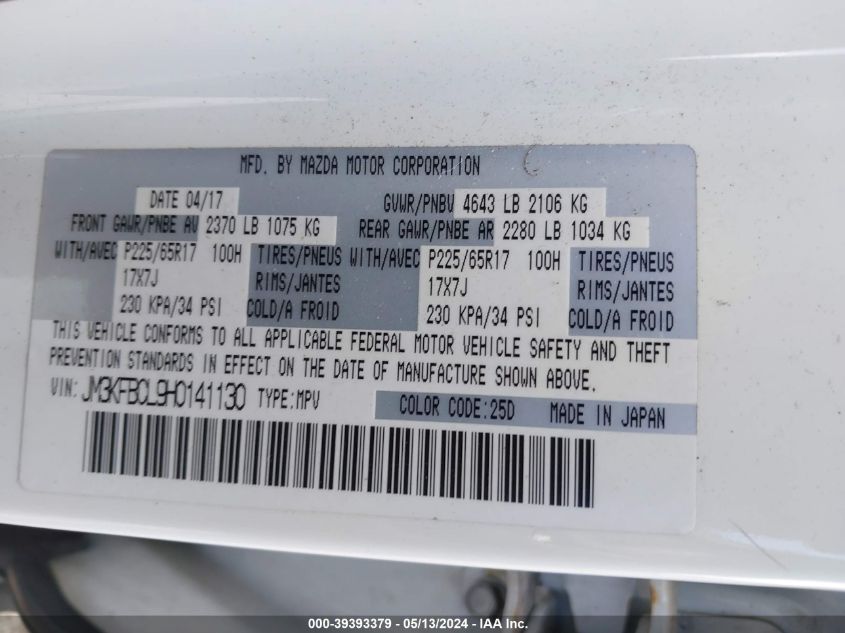 MFD. BY MAZDA MOTOR CORPORATION
DATE 04/17 GVWR/PNBV 4643 LB 2106 KG
FRONT GAWR/PNBE AV 2370 LB 1075 KG REAR GAWR/PNBE AR 2280 LB 1034 KG
WITH/AVEC P225/65R17 100H TIRES/PNEUS WITH/AVEC P225/65R17 100H TIRES/PNEUS
17X7J RIMS/JANTES 17X7J RIMS/JANTES
230 KPA/34 PSI COLD/A FROID 230 KPA/34 PSI COLD/A FROID
THIS VEHICLE CONFORMS TO ALL APPLICABLE FEDERAL MOTOR VEHICLE SAFETY AND THEFT
PREVENTION STANDARDS IN EFFECT ON THE DATE OF MANUFACTURE SHOWN ABOVE.
VIN: JM3KFBCL9H0141130 TYPE:MPV COLOR CODE:25D MADE IN JAPAN
000-39393379 - 05/13/2024 - IAA Inc.